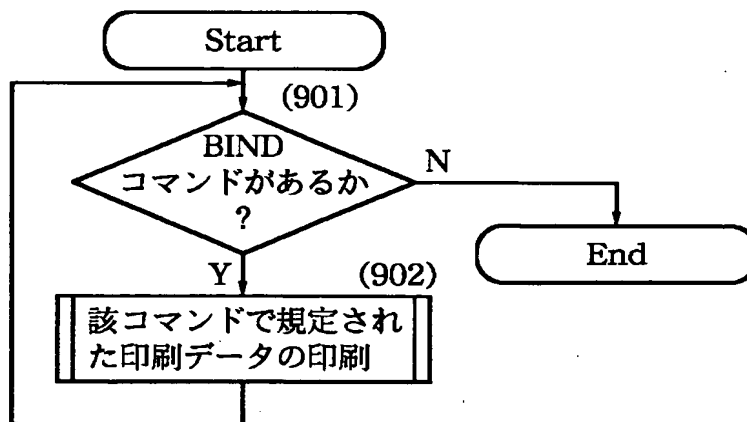 Start
(901)
BIND
コマンドがあるか
?
N
End
Y
(902)
該コマンドで規定され
た印刷データの印刷